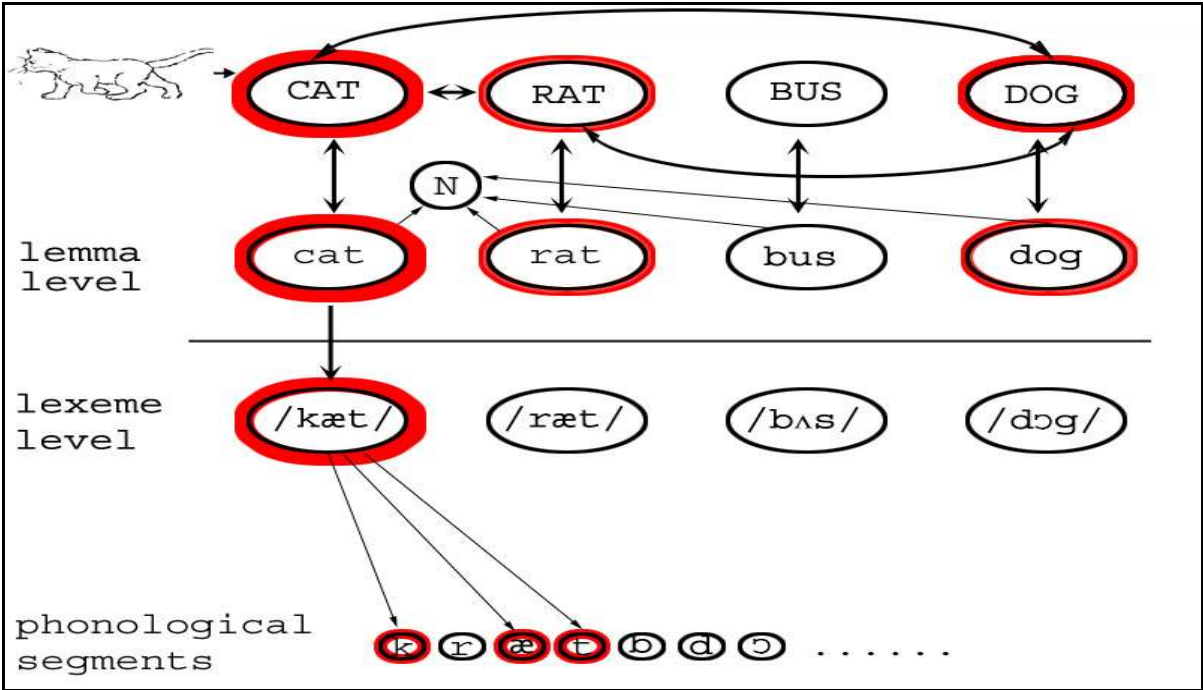 CAT RAT BUS DOG
N
lemma
level
cat rat bus dog
lexeme
level
/kæt/ /ræt/ /bʌs/ /dɔg/
phonological
segments
k r æ t b d ɔ ......